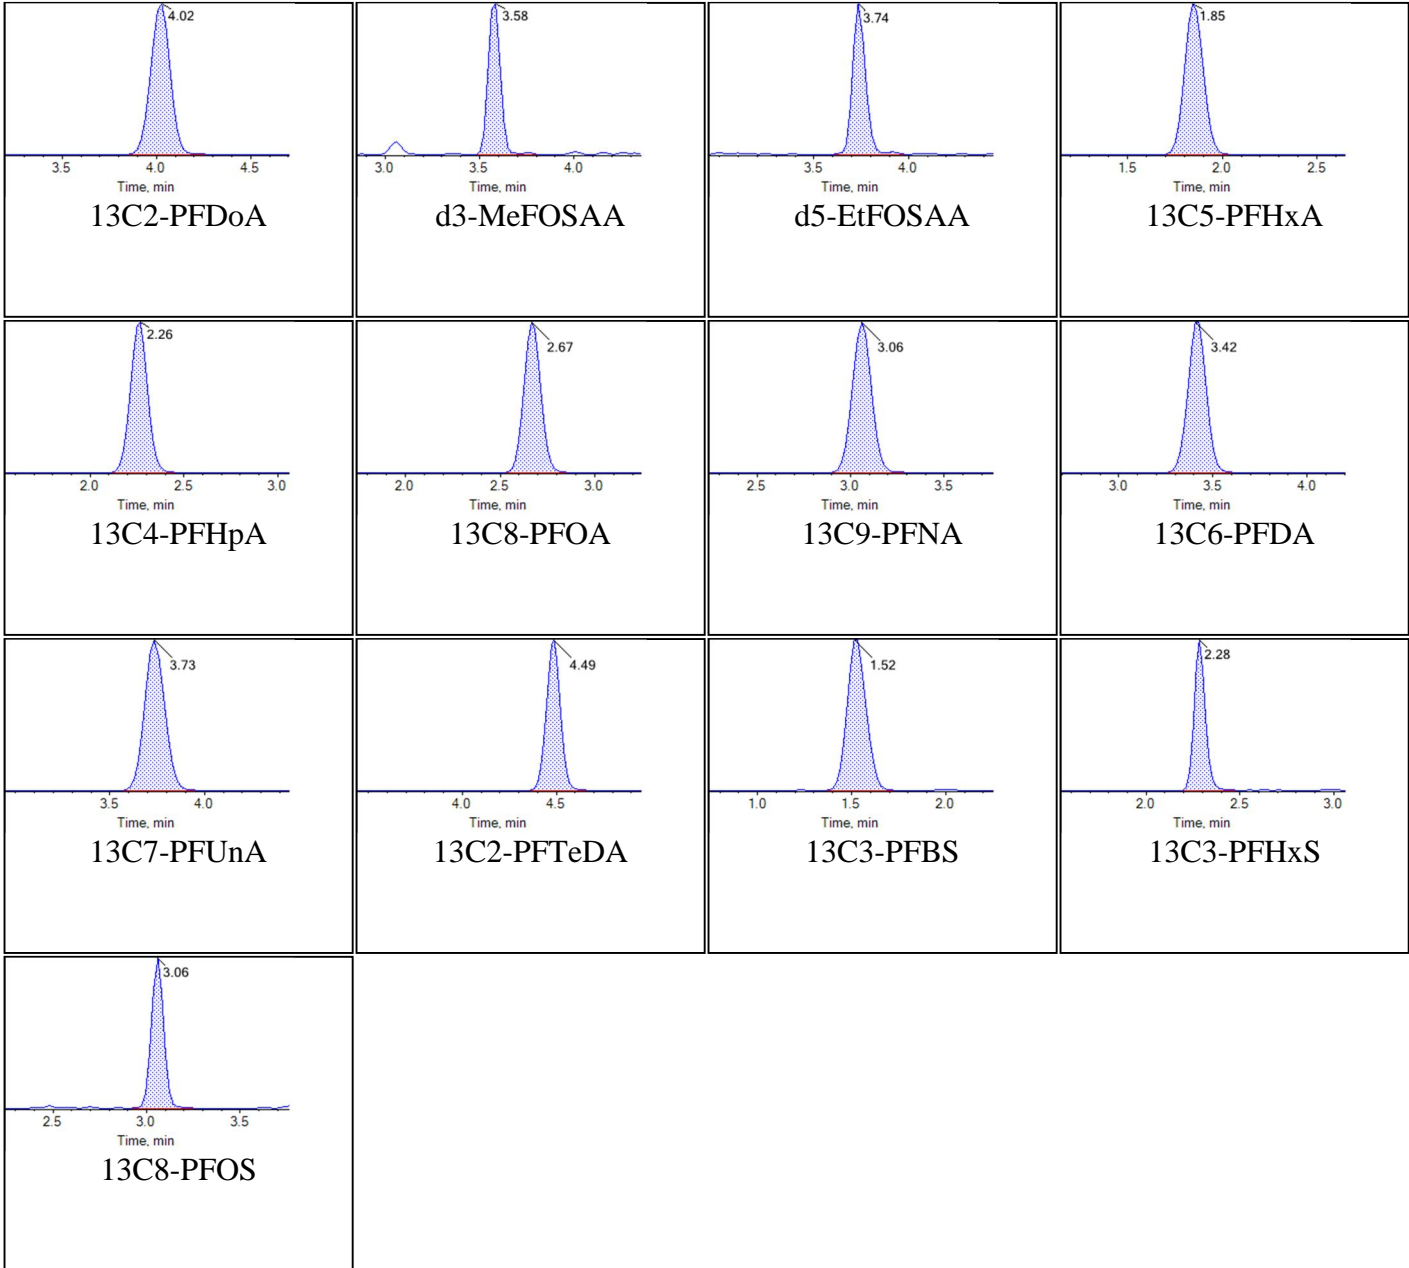 4.02
3.5 4.0 4.5
Time, min
13C2-PFDoA
3.58
3.0 3.5 4.0
Time, min
d3-MeFOSAA
3.74
3.5 4.0
Time, min
d5-EtFOSAA
1.85
1.5 2.0 2.5
Time, min
13C5-PFHxA
2.26
2.0 2.5 3.0
Time, min
13C4-PFHpA
2.67
2.0 2.5 3.0
Time, min
13C8-PFOA
3.06
2.5 3.0 3.5
Time, min
13C9-PFNA
3.42
3.0 3.5 4.0
Time, min
13C6-PFDA
3.73
3.5 4.0
Time, min
13C7-PFUnA
4.49
4.0 4.5
Time, min
13C2-PFTeDA
1.52
1.0 1.5 2.0
Time, min
13C3-PFBS
2.28
2.0 2.5 3.0
Time, min
13C3-PFHxS
3.06
2.5 3.0 3.5
Time, min
13C8-PFOS